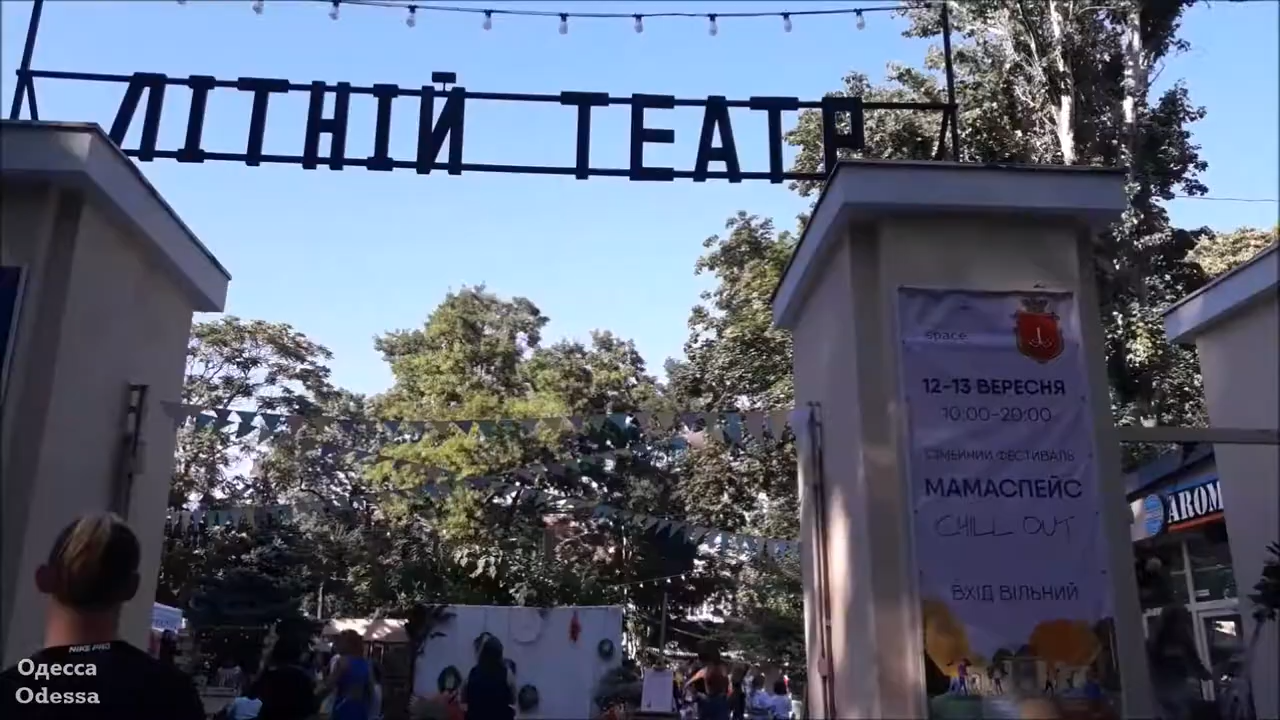 ЛІТНІЙ ТЕАТР
space
12-13 ВЕРЕСНЯ
10:00-20:00
СІМЕЙНИЙ ФЕСТИВАЛЬ
МАМАСПЕЙС
CHILL OUT
ВХІД ВІЛЬНИЙ
AROM
NIKE PRO
Одесса
Odessa